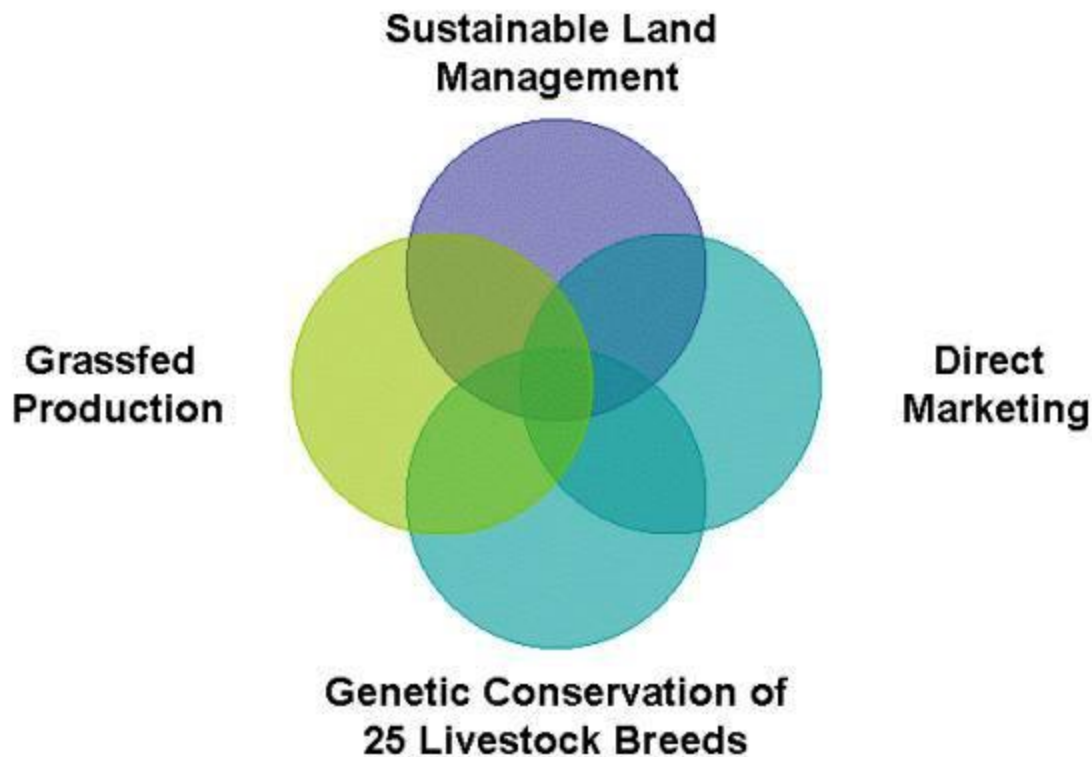 Sustainable Land
Management
Grassfed
Production
Direct
Marketing
Genetic Conservation of
25 Livestock Breeds